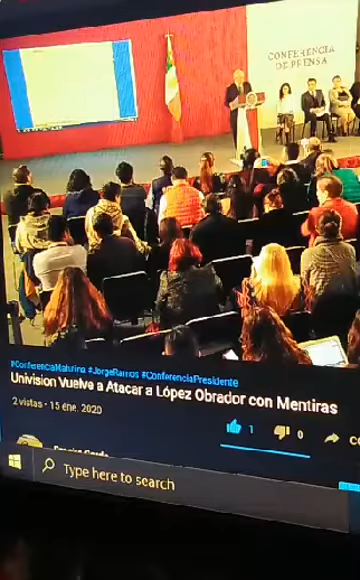 CONFERENCIA
DE PRENSA
#ConferenciaMañanera #JorgeRamos #ConferenciaPresidente
Univision Vuelve a Atacar a López Obrador con Mentiras
2 vistas • 15 ene. 2020
1
0
Type here to search